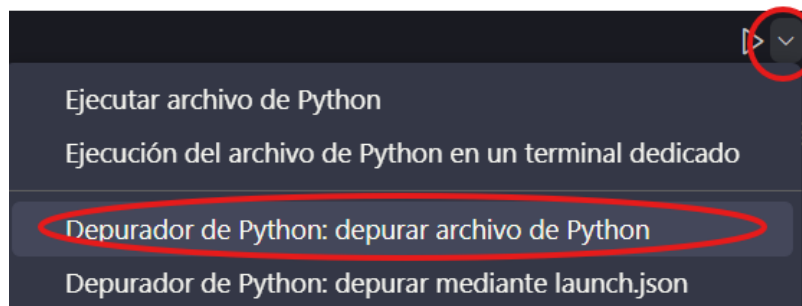 Ejecutar archivo de Python
Ejecución del archivo de Python en un terminal dedicado
Depurador de Python: depurar archivo de Python
Depurador de Python: depurar mediante launch.json